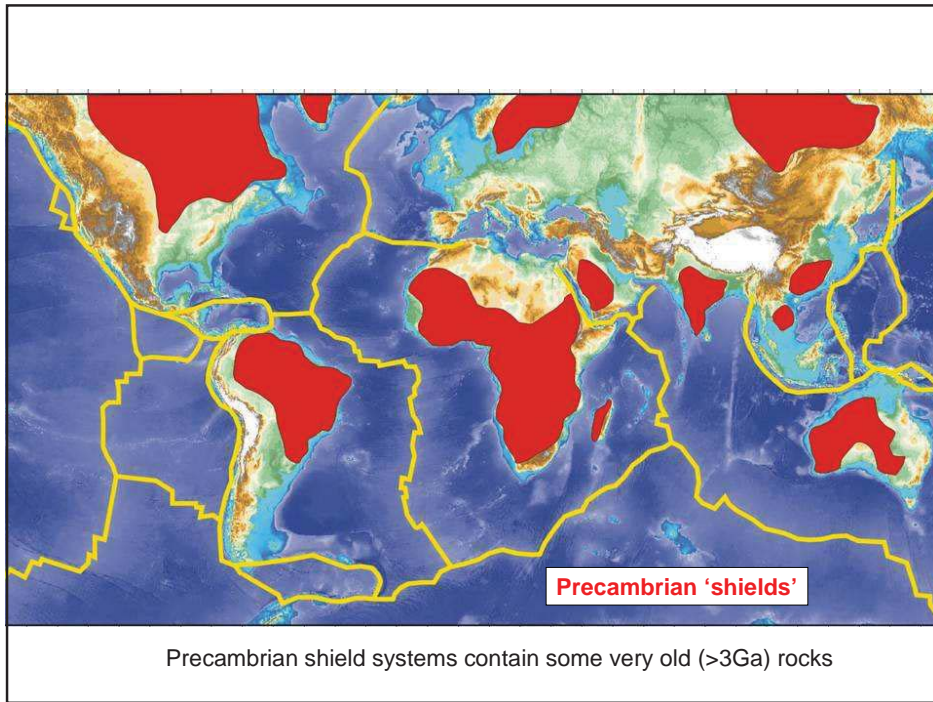 Precambrian ‘shields’
Precambrian shield systems contain some very old (>3Ga) rocks